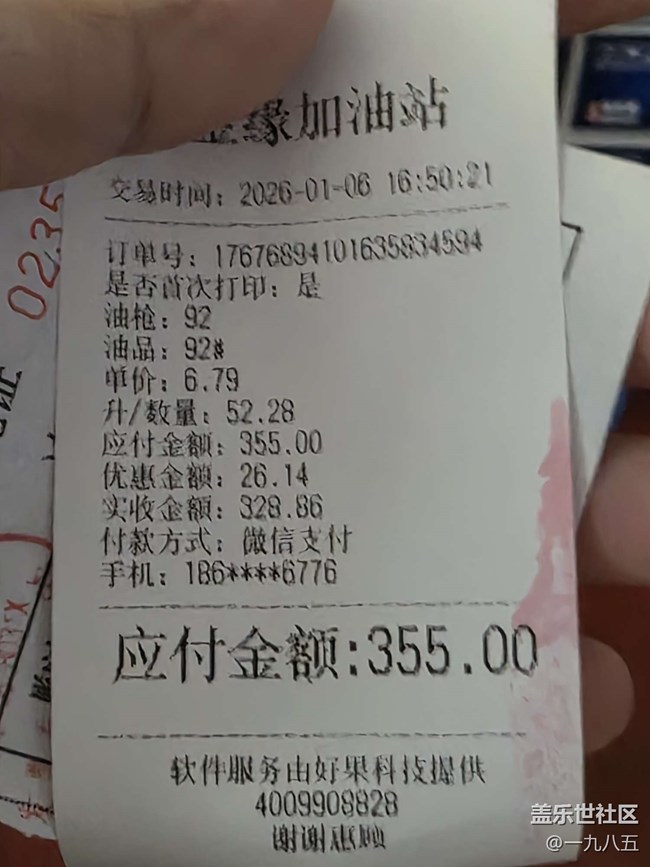 缘加油站
交易时间：2026-01-06 16:50:21
订单号：17676894101635834594
是否首次打印：是
油枪：92
油品：92#
单价：6.79
升/数量：52.28
应付金额：355.00
优惠金额：26.14
实收金额：328.86
付款方式：微信支付
手机：186****6776
应付金额:355.00
软件服务由好果科技提供
4009908828
谢谢惠顾
0235
盖乐世社区
@一九八五